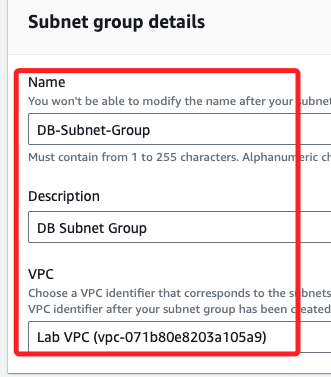 Subnet group details
Name
You won't be able to modify the name after your subnet
DB-Subnet-Group
Must contain from 1 to 255 characters. Alphanumeric
Description
DB Subnet Group
VPC
Choose a VPC identifier that corresponds to the subnets
VPC identifier after your subnet group has been created
Lab VPC (vpc-071b80e8203a105a9)